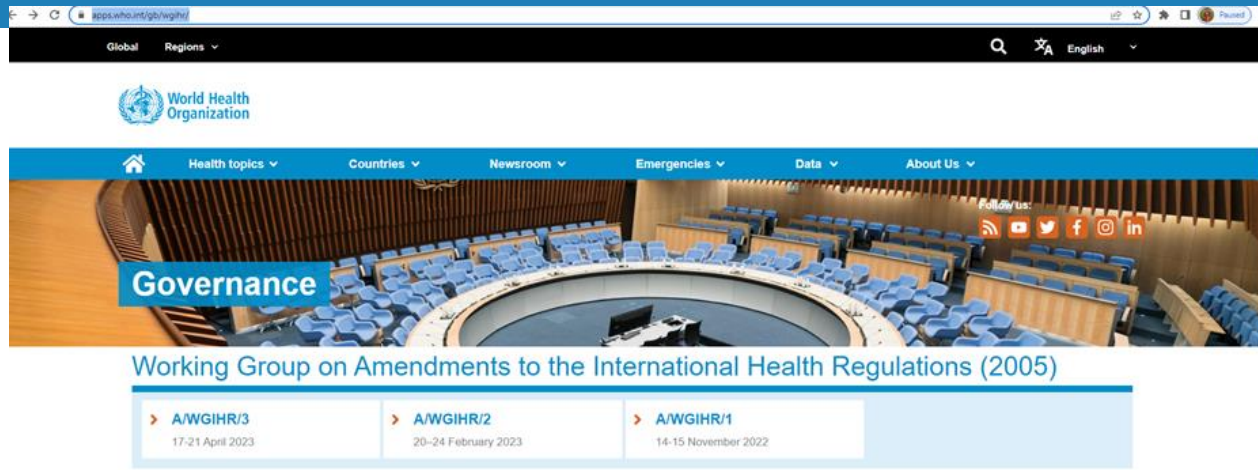 apps.who.int/gb/wgihr/
Paused
Global Regions
English
World Health
Organization
Health topics Countries Newsroom Emergencies Data About Us
Follow us:
Governance
Working Group on Amendments to the International Health Regulations (2005)
A/WGIHR/3 A/WGIHR/2 A/WGIHR/1
17-21 April 2023 20–24 February 2023 14-15 November 2022